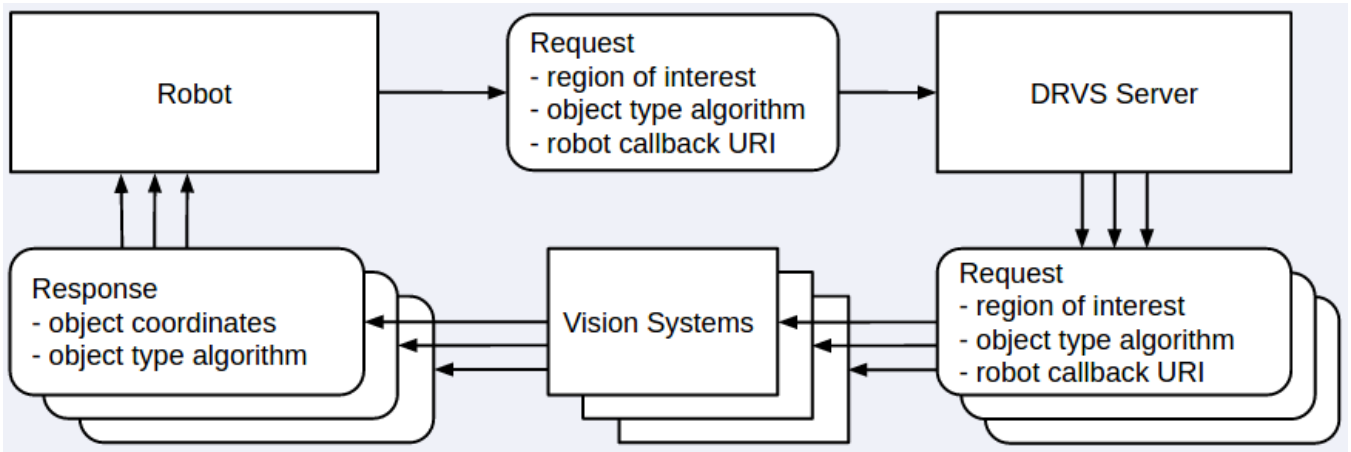 Robot
Request
- region of interest
- object type algorithm
- robot callback URI
DRVS Server
Response
- object coordinates
- object type algorithm
Vision Systems
Request
- region of interest
- object type algorithm
- robot callback URI